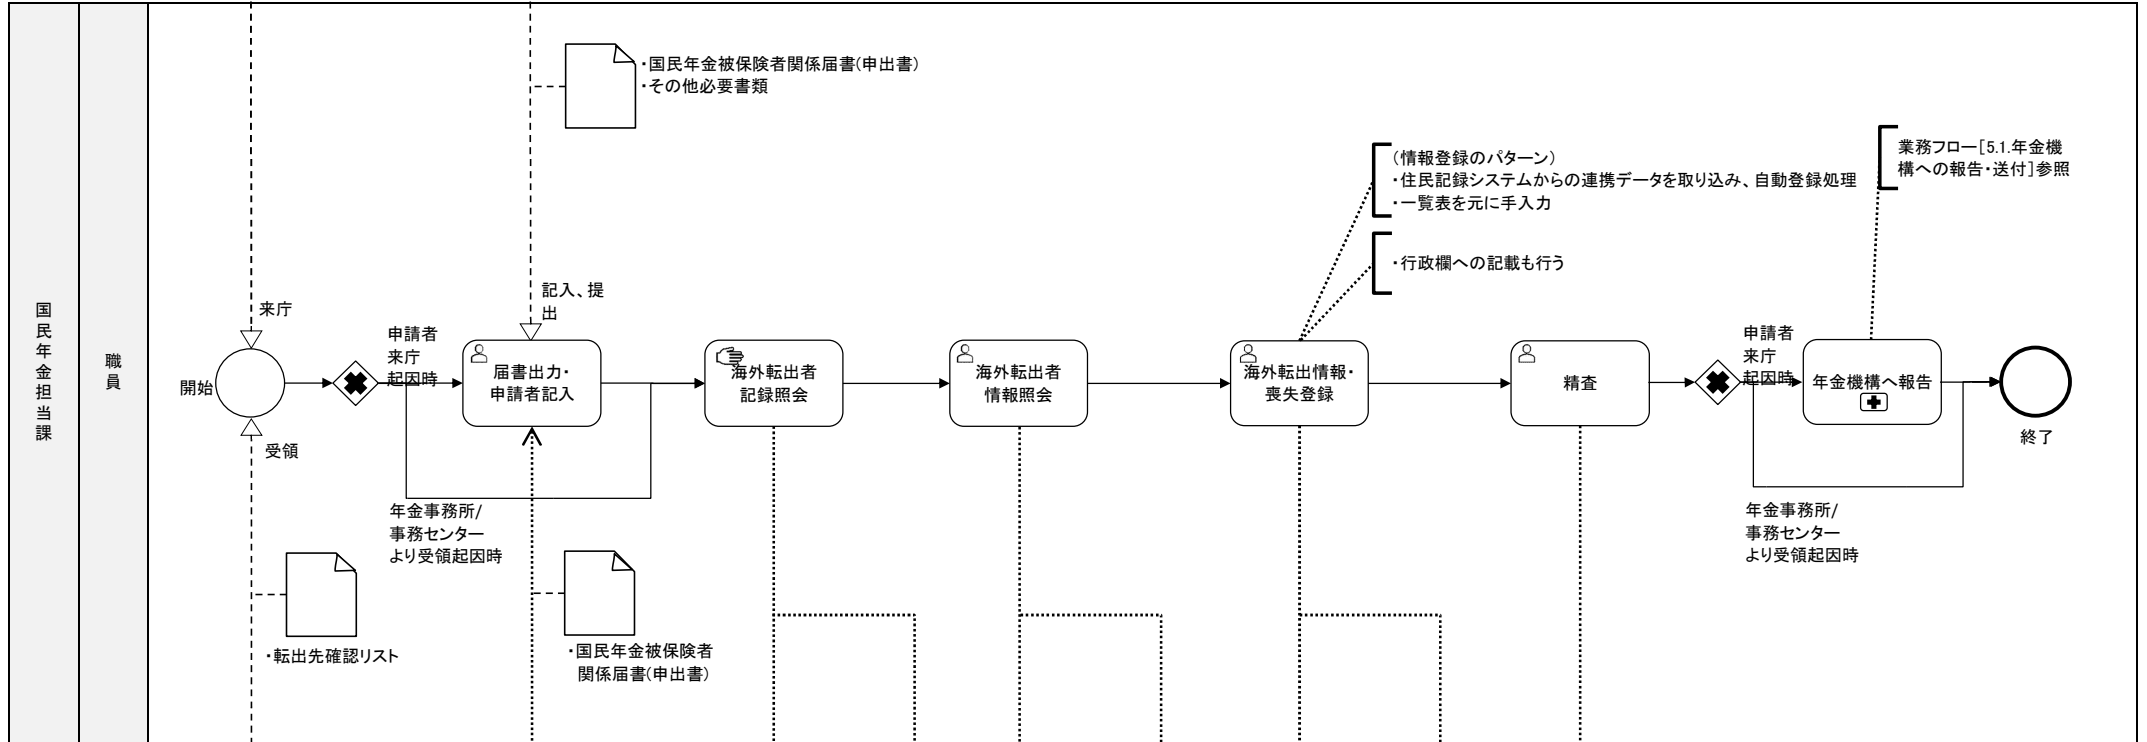 国民年金担当課
職員
・国民年金被保険者関係届書(申出書)
・その他必要書類
(情報登録のパターン)
・住民記録システムからの連携データを取り込み、自動登録処理
・一覧表を元に手入力
業務フロー[5.1.年金機
構への報告・送付]参照
・行政欄への記載も行う
来庁
記入、提
出
開始
申請者
来庁
起因時
届書出力・
申請者記入
海外転出者
記録照会
海外転出者
情報照会
海外転出情報・
喪失登録
精査
申請者
来庁
起因時
年金機構へ報告
終了
受領
年金事務所/
事務センター
より受領起因時
年金事務所/
事務センター
より受領起因時
・転出先確認リスト
・国民年金被保険者
関係届書(申出書)